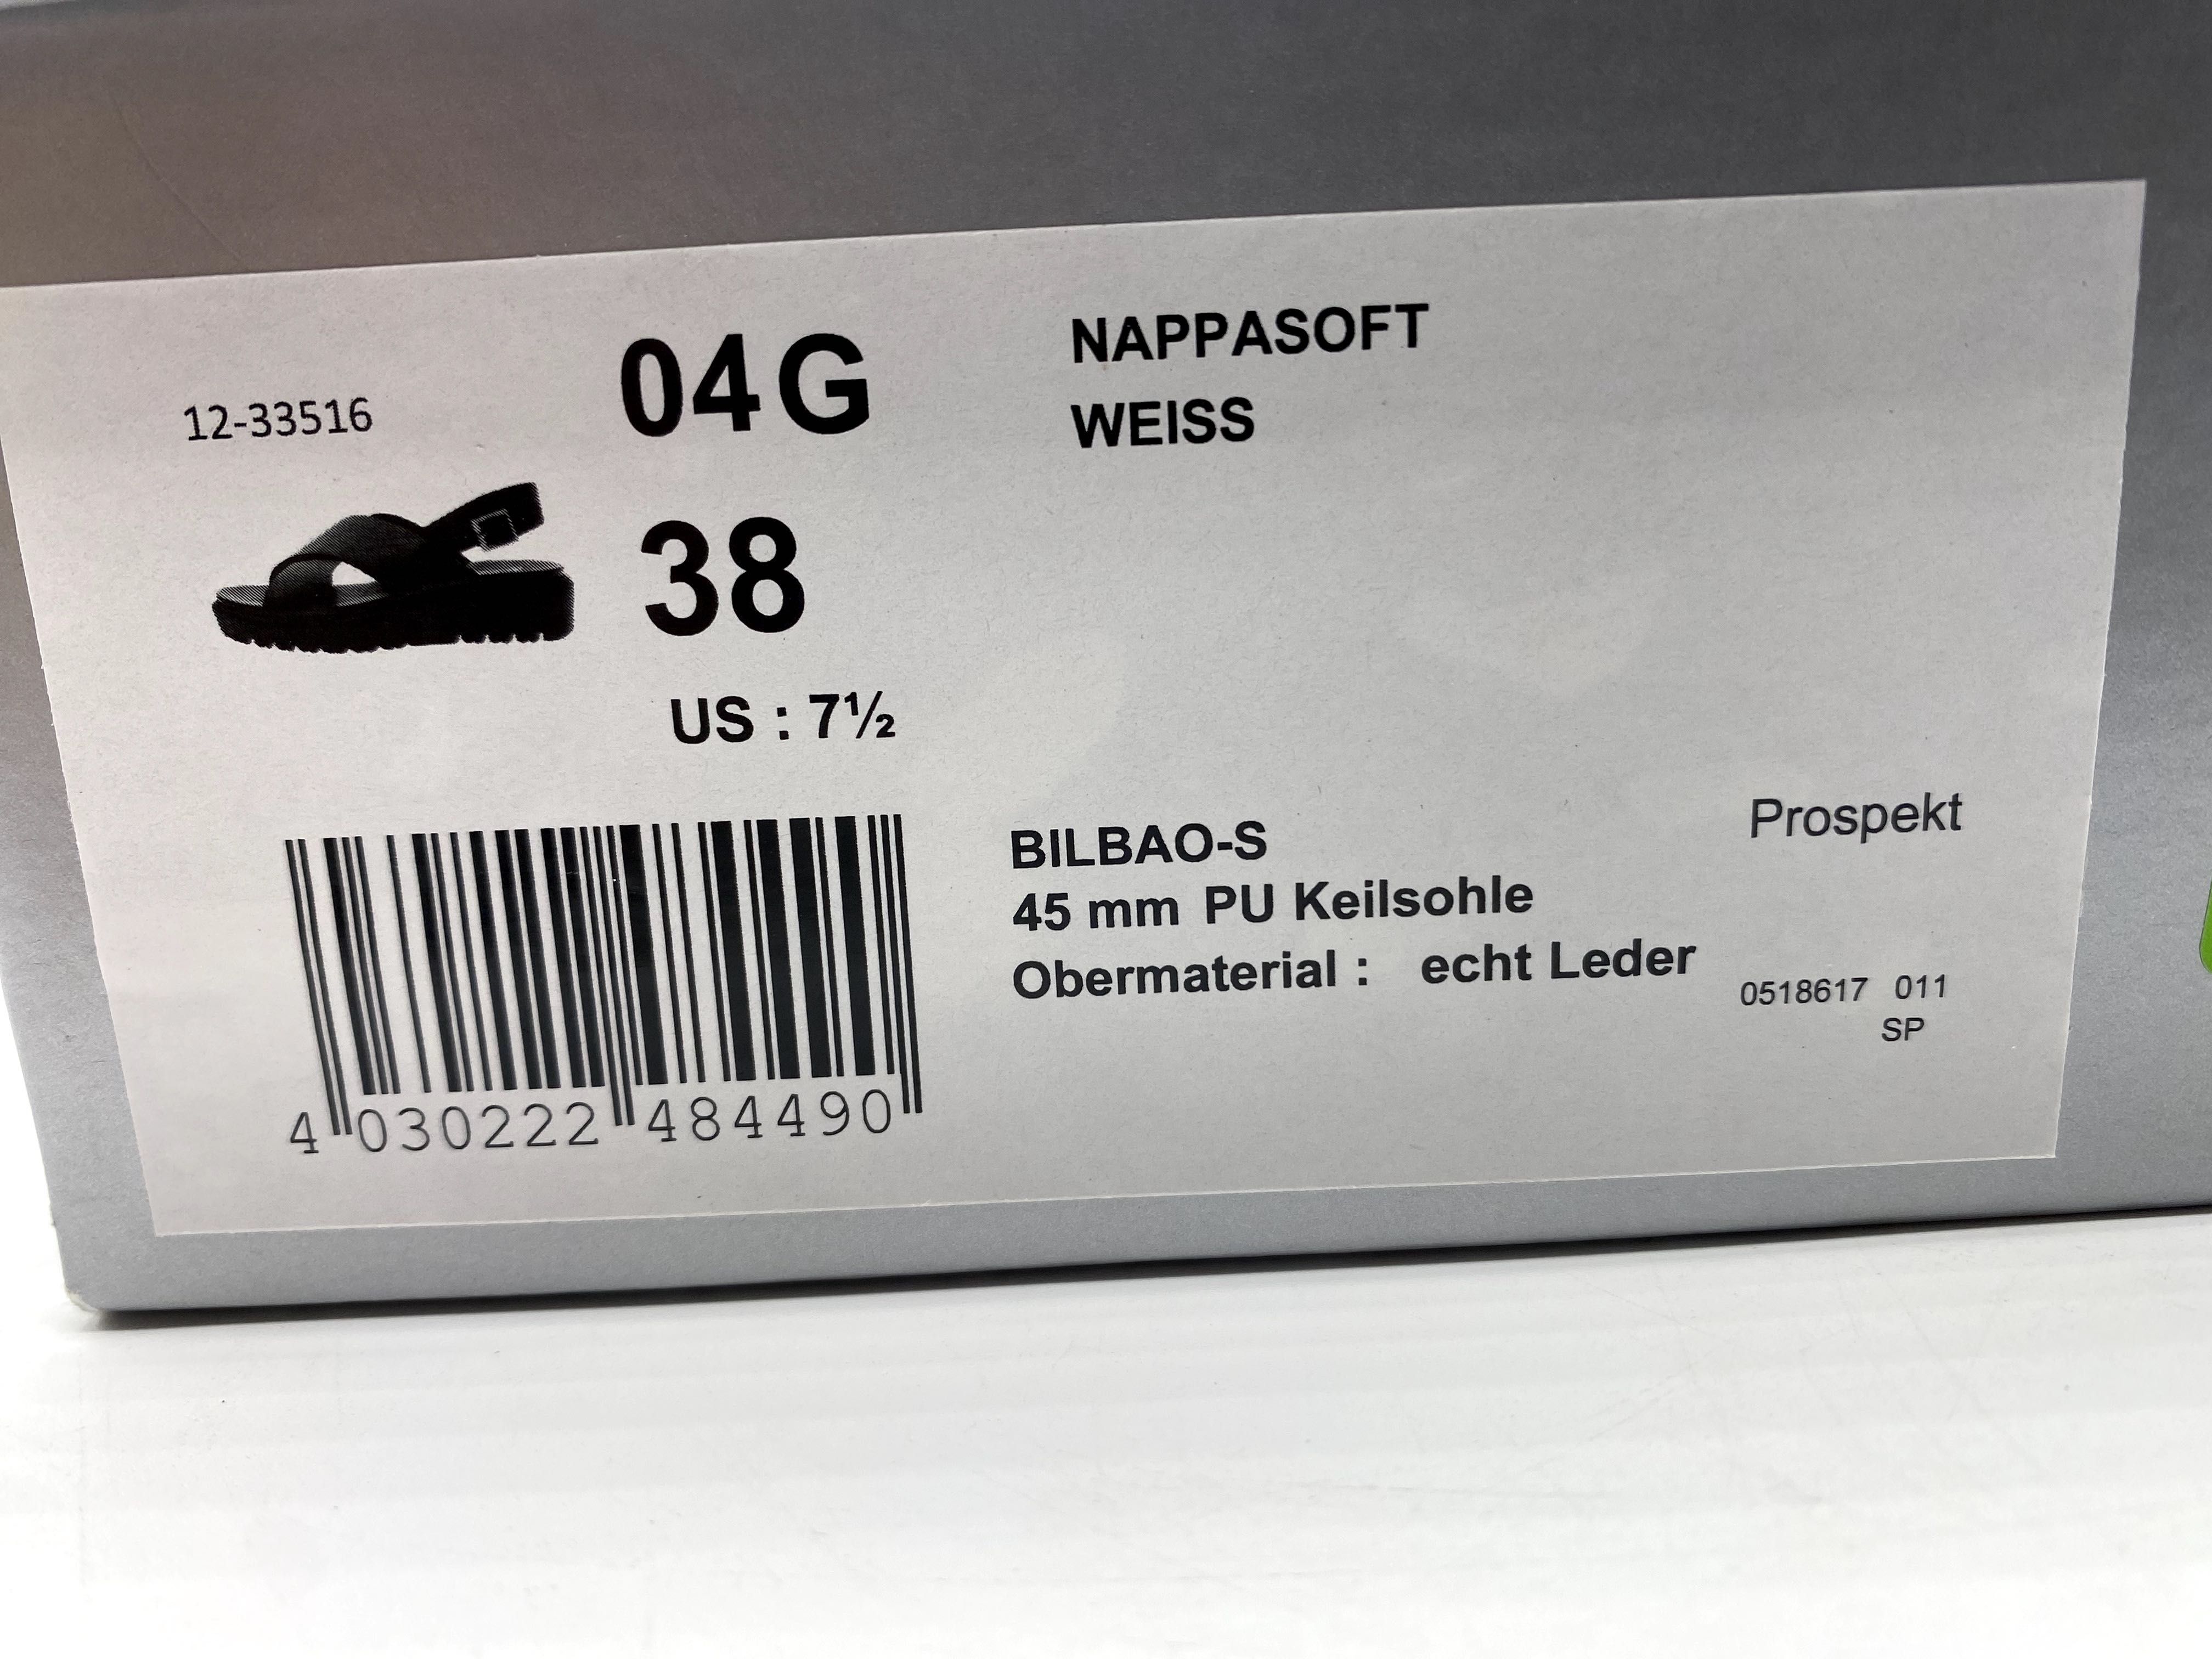 12-33516
04G
NAPPASOFT
WEISS
38
US : 7½
BILBAO-S
45 mm PU Keilsohle
Obermaterial : echt Leder
Prospekt
0518617 011
SP
4 030222 484490